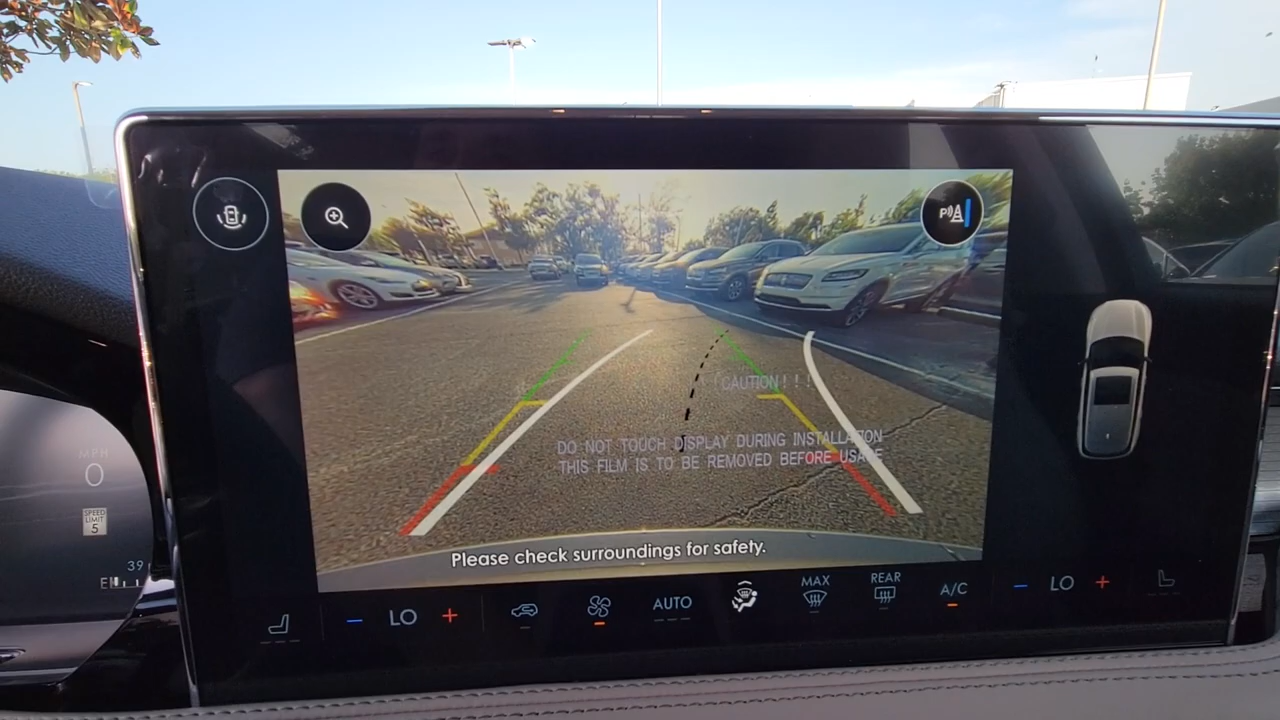 P
CAUTION!!!
DO NOT TOUCH DISPLAY DURING INSTALLATION
THIS FILM IS TO BE REMOVED BEFORE USAGE
Please check surroundings for safety.
MPH
0
SPEED
LIMIT
5
39
E
LO
AUTO
MAX
REAR
A/C
LO